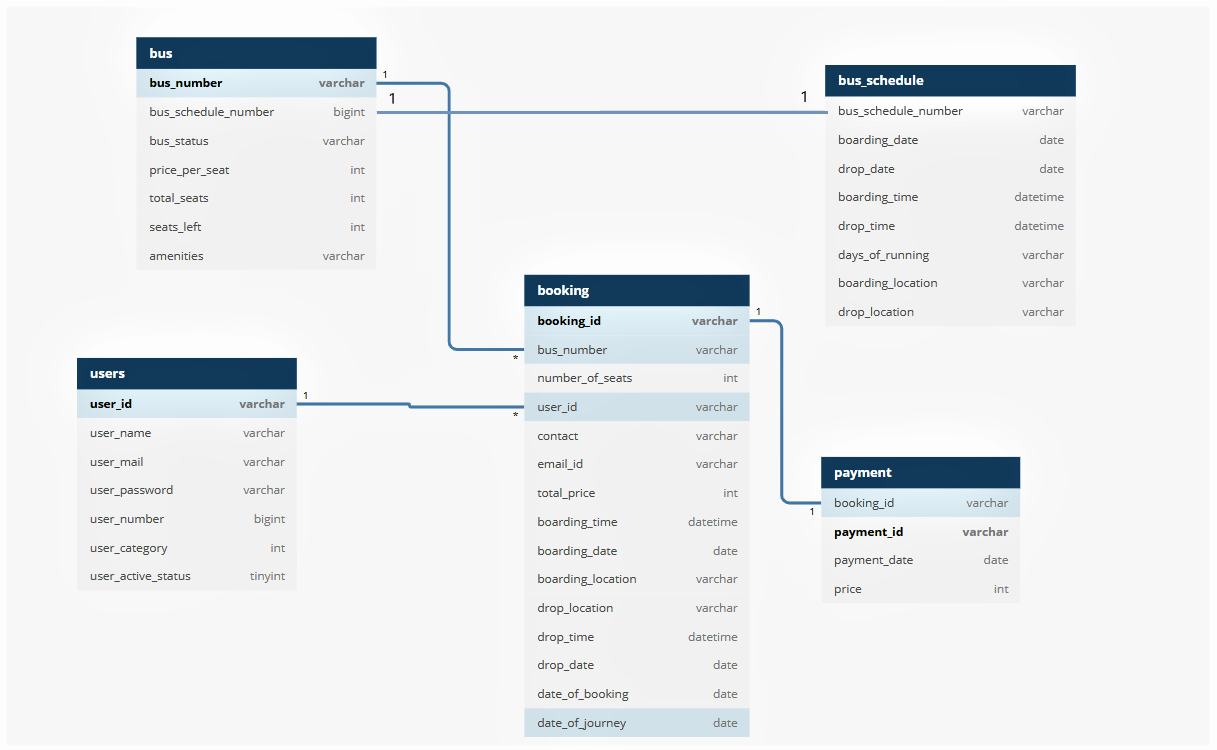 bus
bus_number varchar
bus_schedule_number bigint
bus_status varchar
price_per_seat int
total_seats int
seats_left int
amenities varchar
1
1
1
bus_schedule
bus_schedule_number varchar
boarding_date date
drop_date date
boarding_time datetime
drop_time datetime
days_of_running varchar
boarding_location varchar
drop_location varchar
users
user_id varchar
user_name varchar
user_mail varchar
user_password varchar
user_number bigint
user_category int
user_active_status tinyint
1
*
*
booking
booking_id varchar
bus_number varchar
number_of_seats int
user_id varchar
contact varchar
email_id varchar
total_price int
boarding_time datetime
boarding_date date
boarding_location varchar
drop_location varchar
drop_time datetime
drop_date date
date_of_booking date
date_of_journey date
1
1
payment
booking_id varchar
payment_id varchar
payment_date date
price int